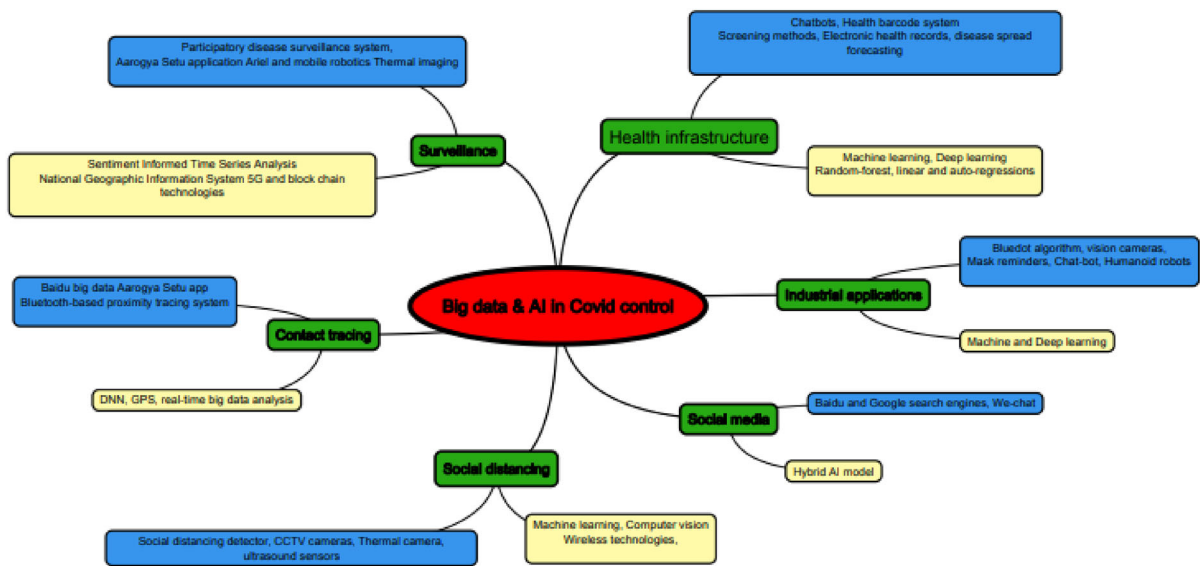 Chatbots, Health barcode system
Screening methods, Electronic health records, disease spread
forecasting
Participatory disease surveillance system,
Aarogya Setu application Ariel and mobile robotics Thermal imaging
Health infrastructure
Surveillance
Sentiment Informed Time Series Analysis
National Geographic Information System 5G and block chain
technologies
Machine learning, Deep learning
Random-forest, linear and auto-regressions
Bluedot algorithm, vision cameras,
Mask reminders, Chat-bot, Humanoid robots
Baidu big data Aarogya Setu app
Bluetooth-based proximity tracing system
Industrial applications
Big data & AI in Covid control
Contact tracing
Machine and Deep learning
DNN, GPS, real-time big data analysis
Baidu and Google search engines, We-chat
Social media
Social distancing
Hybrid AI model
Machine learning, Computer vision
Wireless technologies,
Social distancing detector, CCTV cameras, Thermal camera,
ultrasound sensors